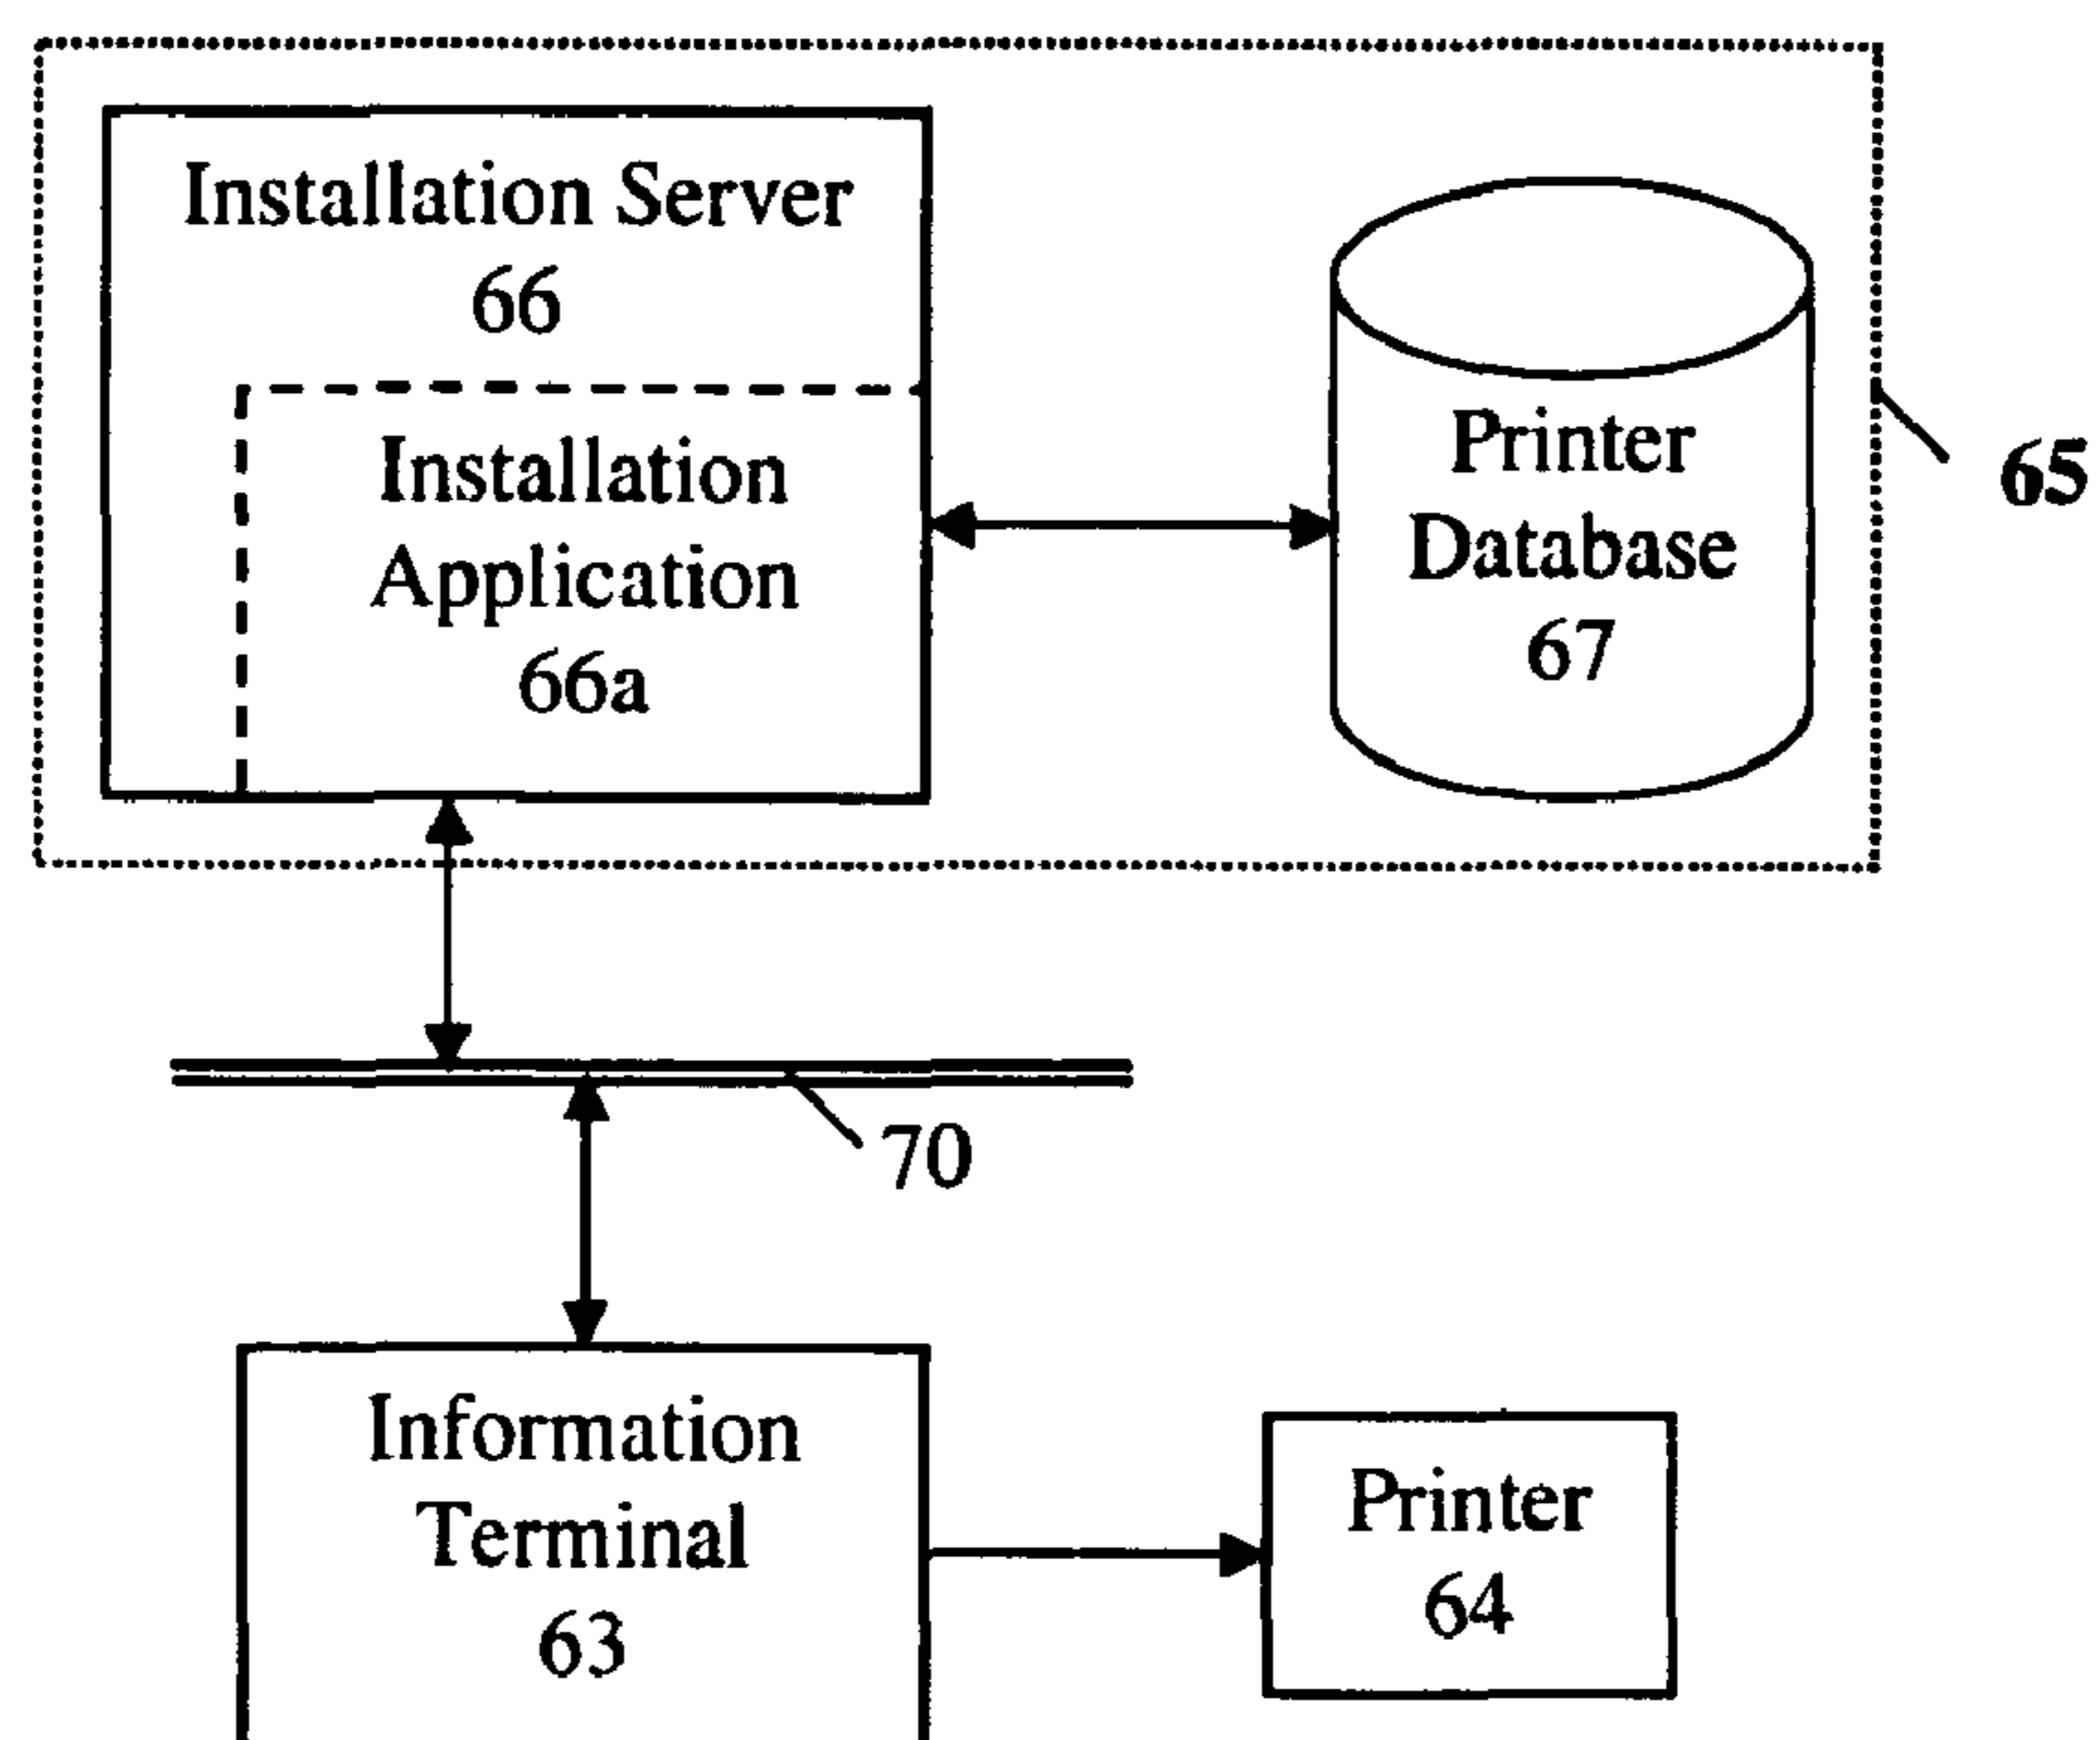 Installation Server
66
Installation
Application
66a
Printer
Database
67
65
70
Information
Terminal
63
Printer
64